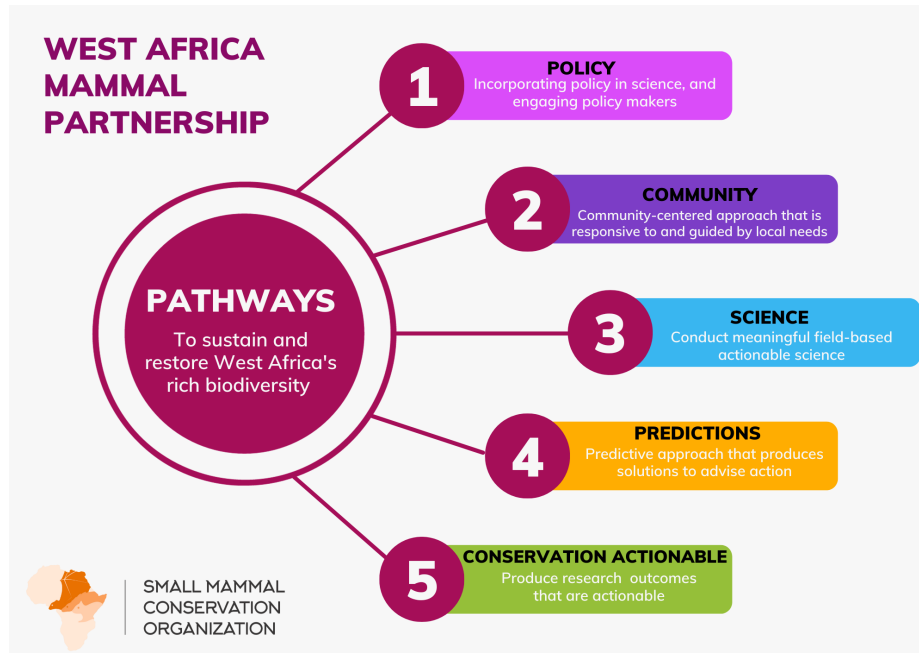 WEST AFRICA
MAMMAL
PARTNERSHIP
1
POLICY
Incorporating policy in science, and
engaging policy makers
2
COMMUNITY
Community-centered approach that is
responsive to and guided by local needs
PATHWAYS
To sustain and
restore West Africa's
rich biodiversity
3
SCIENCE
Conduct meaningful field-based
actionable science
4
PREDICTIONS
Predictive approach that produces
solutions to advise action
5
CONSERVATION ACTIONABLE
Produce research outcomes
that are actionable
SMALL MAMMAL
CONSERVATION
ORGANIZATION